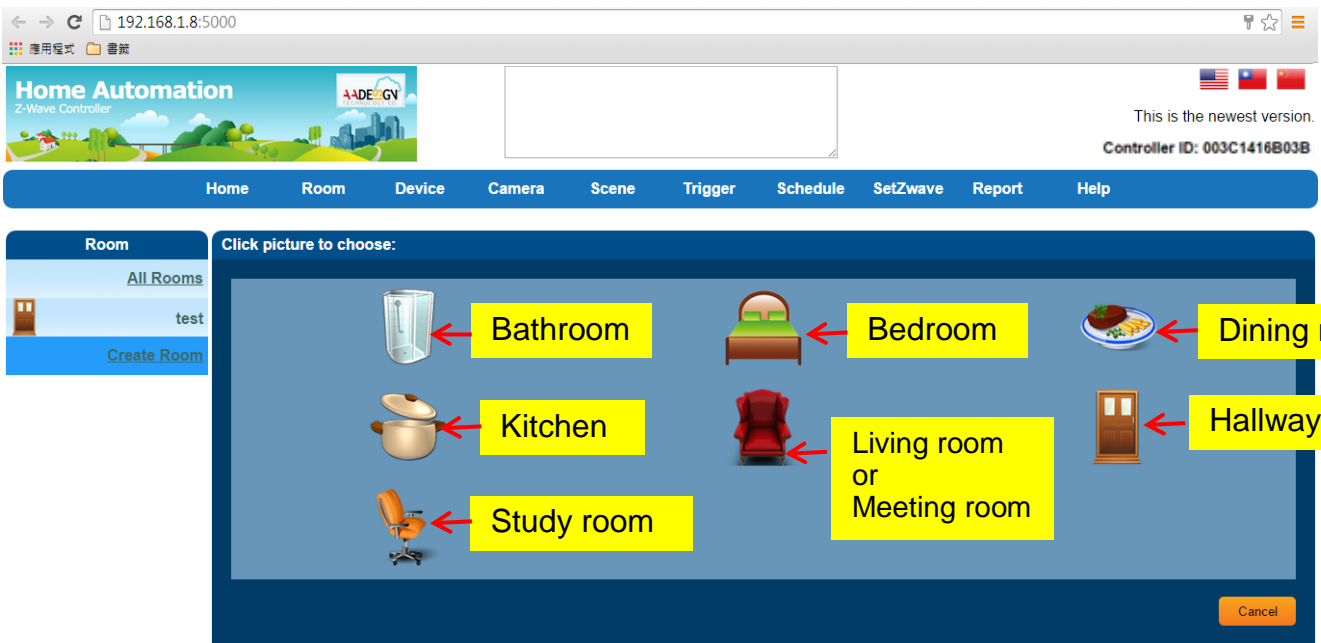 192.168.1.8:5000
應用程式 書籤
Home Automation
Z-Wave Controller
TECHNOLOGY CO.
This is the newest version.
Controller ID: 003C1416B03B
Home Room Device Camera Scene Trigger Schedule SetZwave Report Help
Room
Click picture to choose:
All Rooms
test
Create Room
Bathroom
Bedroom
Dining
Kitchen
Living room
or
Meeting room
Hallway
Study room
Cancel